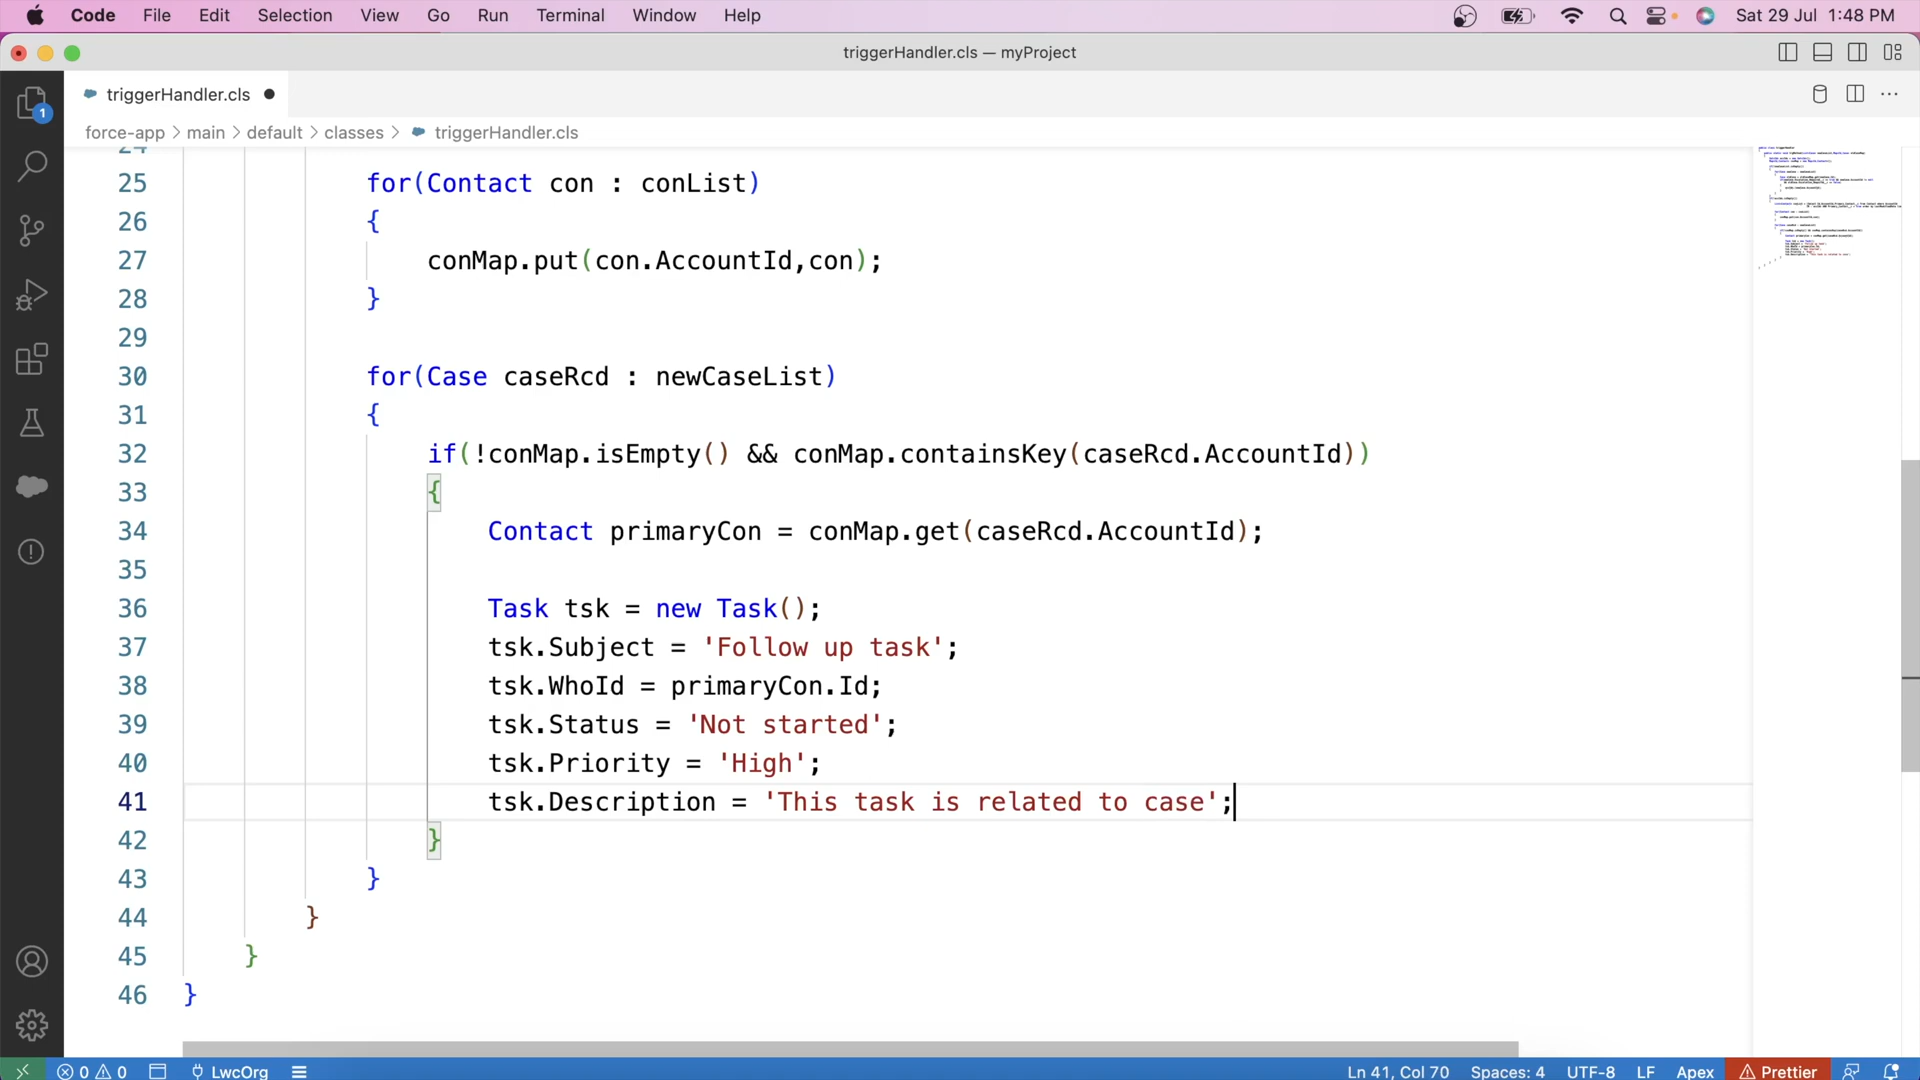 Code File Edit Selection View Go Run Terminal Window Help Sat 29 Jul 1:48 PM
triggerHandler.cls — myProject
triggerHandler.cls
force-app > main > default > classes > triggerHandler.cls
24
25 for(Contact con : conList)
26 {
27 conMap.put(con.AccountId,con);
28 }
29
30 for(Case caseRcd : newCaseList)
31 {
32 if(!conMap.isEmpty() && conMap.containsKey(caseRcd.AccountId))
33 {
34 Contact primaryCon = conMap.get(caseRcd.AccountId);
35
36 Task tsk = new Task();
37 tsk.Subject = 'Follow up task';
38 tsk.WhoId = primaryCon.Id;
39 tsk.Status = 'Not started';
40 tsk.Priority = 'High';
41 tsk.Description = 'This task is related to case';
42 }
43 }
44 }
45 }
46 }
1
0 0 LwcOrg Ln 41, Col 70 Spaces: 4 UTF-8 LF Apex Prettier